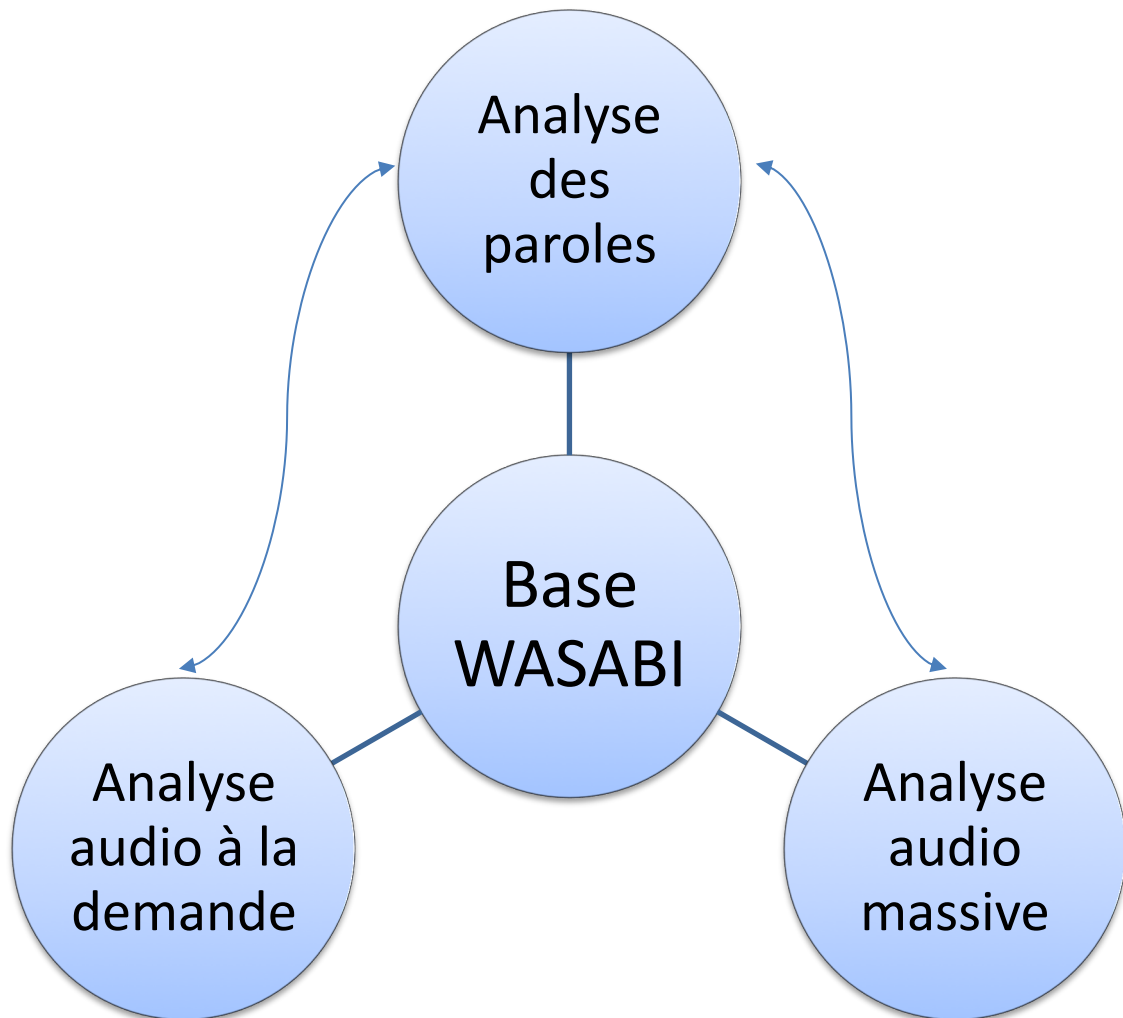 Analyse
des
paroles
Base
WASABI
Analyse
audio à la
demande
Analyse
audio
massive